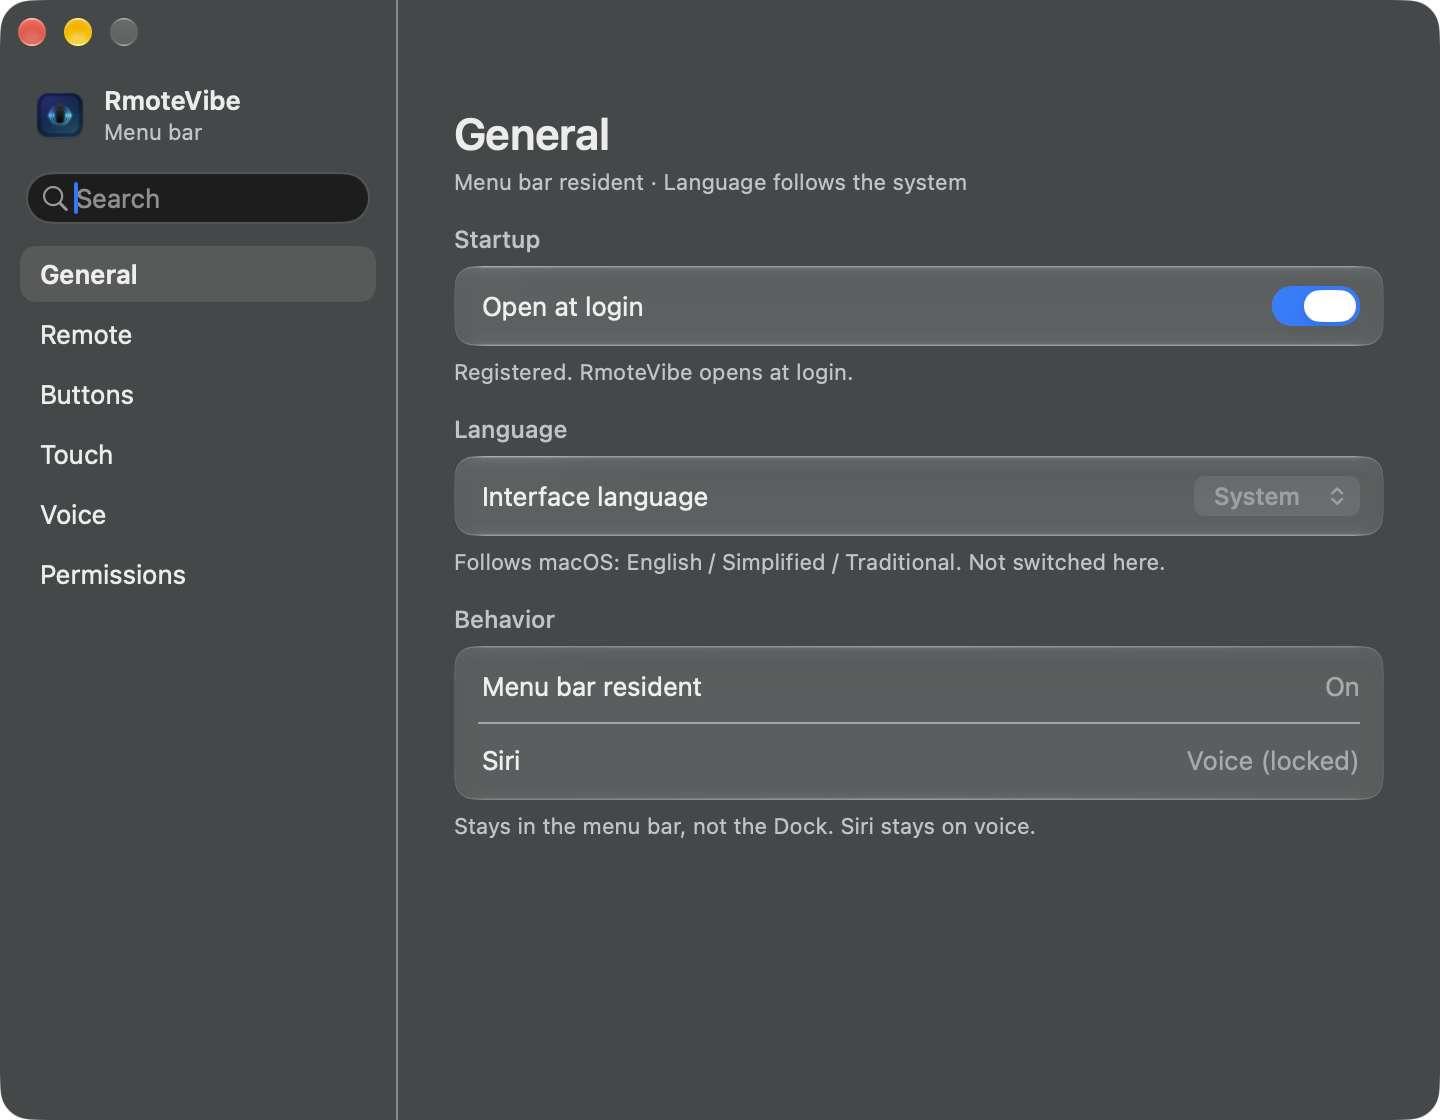 RmoteVibe
Menu bar
Search
General
Remote
Buttons
Touch
Voice
Permissions
General
Menu bar resident · Language follows the system
Startup
Open at login
Registered. RmoteVibe opens at login.
Language
Interface language
System
Follows macOS: English / Simplified / Traditional. Not switched here.
Behavior
Menu bar resident
On
Siri
Voice (locked)
Stays in the menu bar, not the Dock. Siri stays on voice.